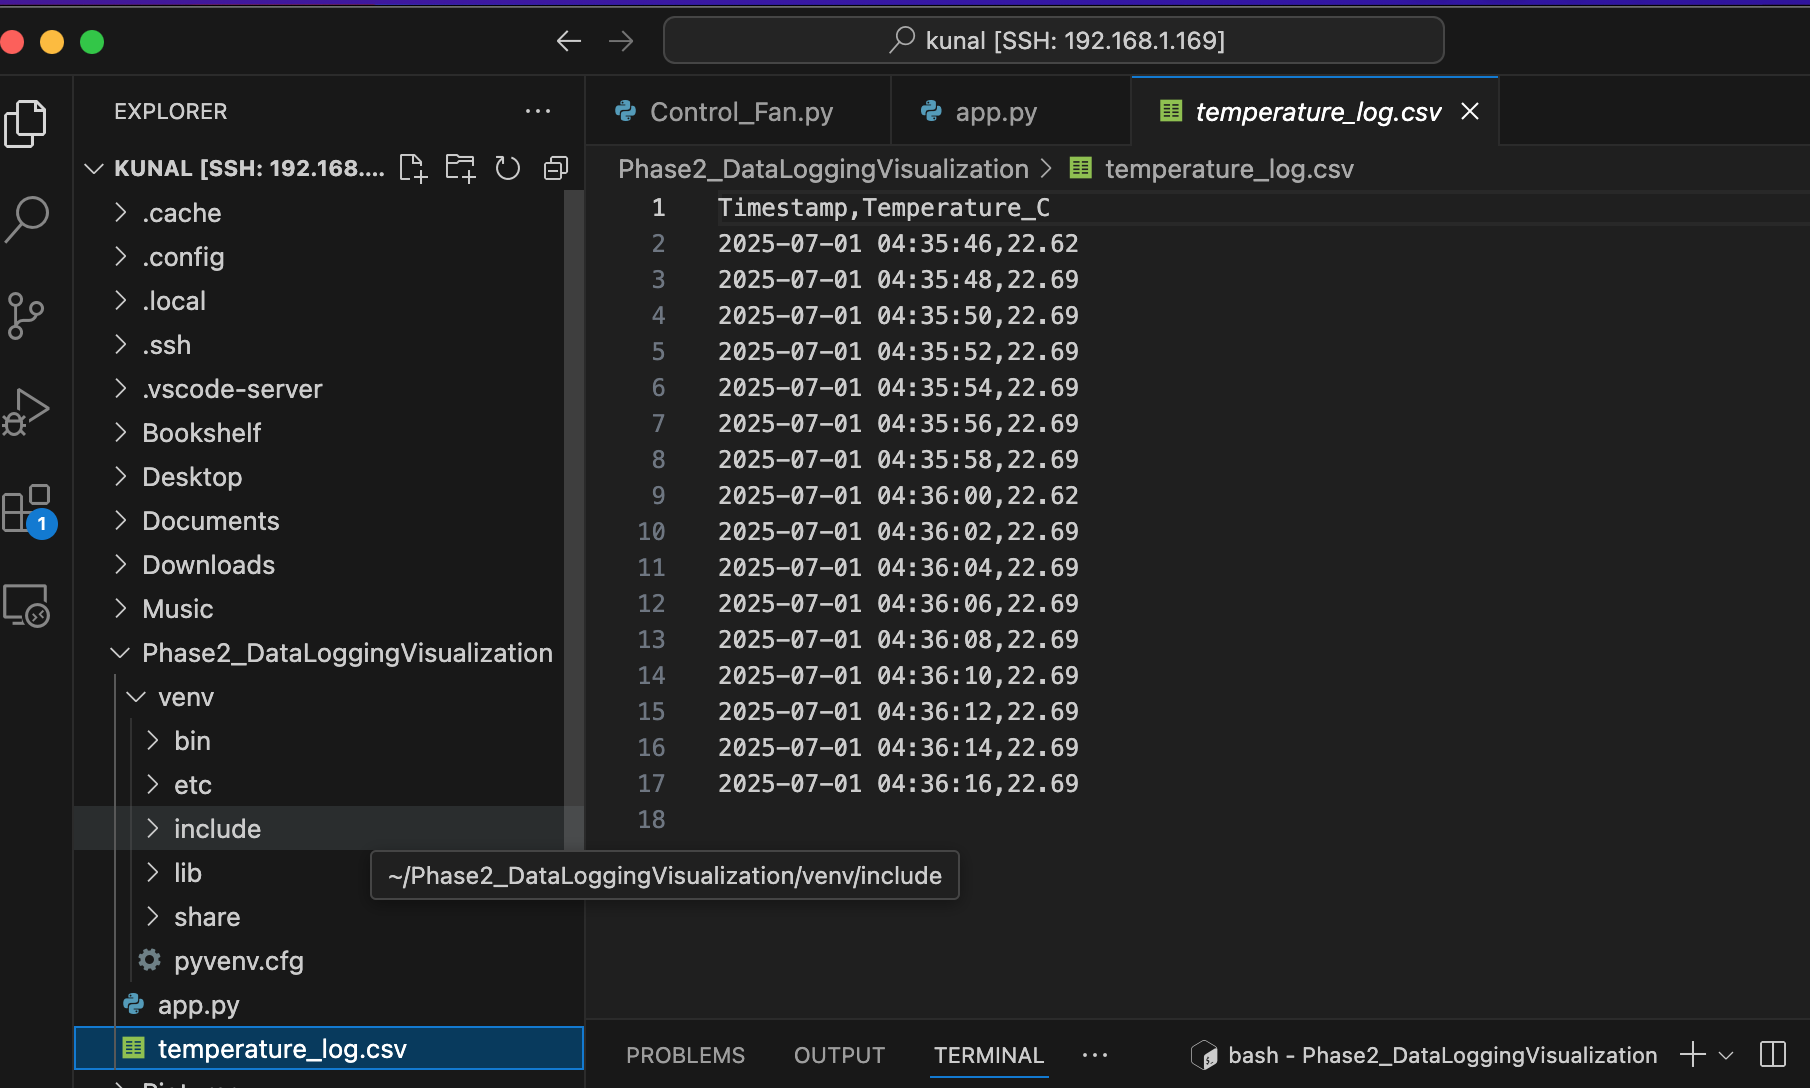 kunal [SSH: 192.168.1.169]
EXPLORER
KUNAL [SSH: 192.168....
.cache
.config
.local
.ssh
.vscode-server
Bookshelf
Desktop
Documents
Downloads
Music
Phase2_DataLoggingVisualization
venv
bin
etc
include
lib
share
pyvenv.cfg
app.py
temperature_log.csv
1
Control_Fan.py
app.py
temperature_log.csv
Phase2_DataLoggingVisualization > temperature_log.csv
1 Timestamp,Temperature_C
2 2025-07-01 04:35:46,22.62
3 2025-07-01 04:35:48,22.69
4 2025-07-01 04:35:50,22.69
5 2025-07-01 04:35:52,22.69
6 2025-07-01 04:35:54,22.69
7 2025-07-01 04:35:56,22.69
8 2025-07-01 04:35:58,22.69
9 2025-07-01 04:36:00,22.62
10 2025-07-01 04:36:02,22.69
11 2025-07-01 04:36:04,22.69
12 2025-07-01 04:36:06,22.69
13 2025-07-01 04:36:08,22.69
14 2025-07-01 04:36:10,22.69
15 2025-07-01 04:36:12,22.69
16 2025-07-01 04:36:14,22.69
17 2025-07-01 04:36:16,22.69
18
~/Phase2_DataLoggingVisualization/venv/include
PROBLEMS OUTPUT TERMINAL ··· bash - Phase2_DataLoggingVisualization